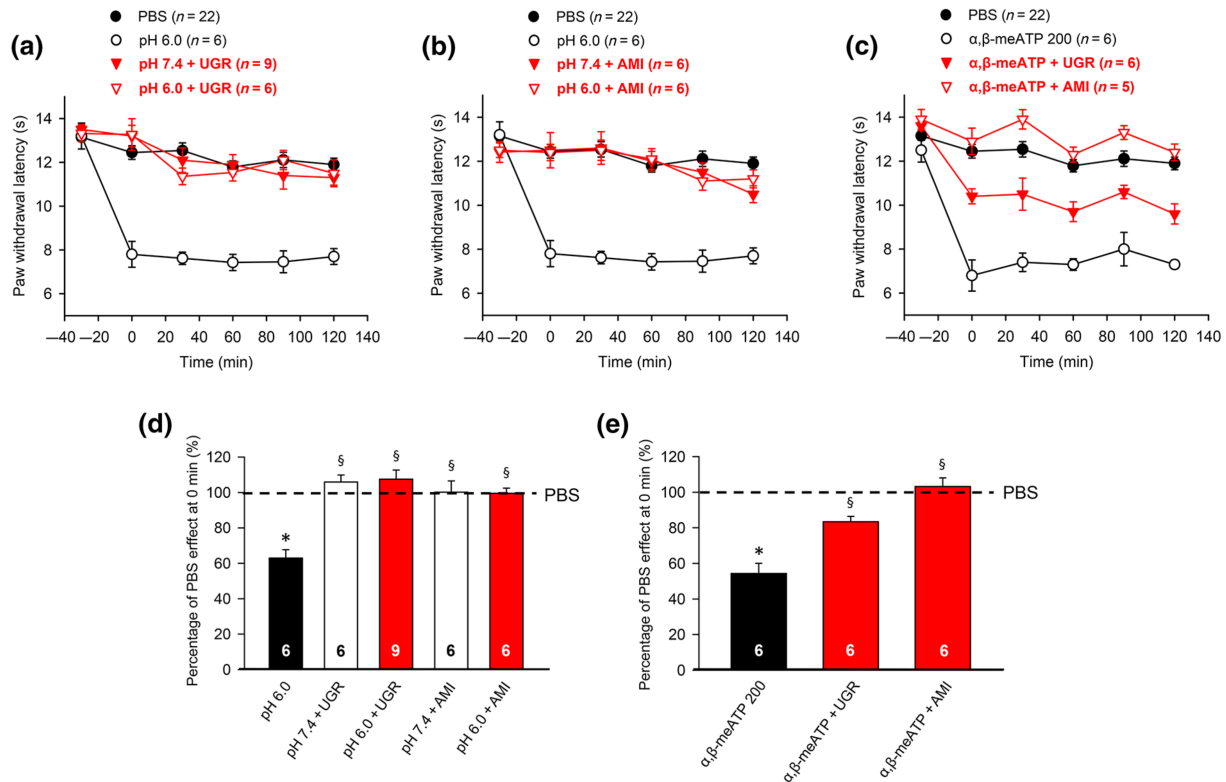 (a)
PBS (n = 22)
pH 6.0 (n = 6)
pH 7.4 + UGR (n = 9)
pH 6.0 + UGR (n = 6)
Paw withdrawal latency (s)
14
12
10
8
6
–40 –20 0 20 40 60 80 100 120 140
Time (min)
(b)
PBS (n = 22)
pH 6.0 (n = 6)
pH 7.4 + AMI (n = 6)
pH 6.0 + AMI (n = 6)
Paw withdrawal latency (s)
14
12
10
8
6
–40 –20 0 20 40 60 80 100 120 140
Time (min)
(c)
PBS (n = 22)
α,β-meATP 200 (n = 6)
α,β-meATP + UGR (n = 6)
α,β-meATP + AMI (n = 5)
Paw withdrawal latency (s)
14
12
10
8
6
–40 –20 0 20 40 60 80 100 120 140
Time (min)
(d)
Percentage of PBS erffect at 0 min (%)
120
100
80
60
40
20
0
* § § § §
PBS
6 6 9 6 6
pH 6.0
pH 7.4 + UGR
pH 6.0 + UGR
pH 7.4 + AMI
pH 6.0 + AMI
(e)
Percentage of PBS erffect at 0 min (%)
120
100
80
60
40
20
0
* § §
PBS
6 6 6
α,β-meATP 200
α,β-meATP + UGR
α,β-meATP + AMI